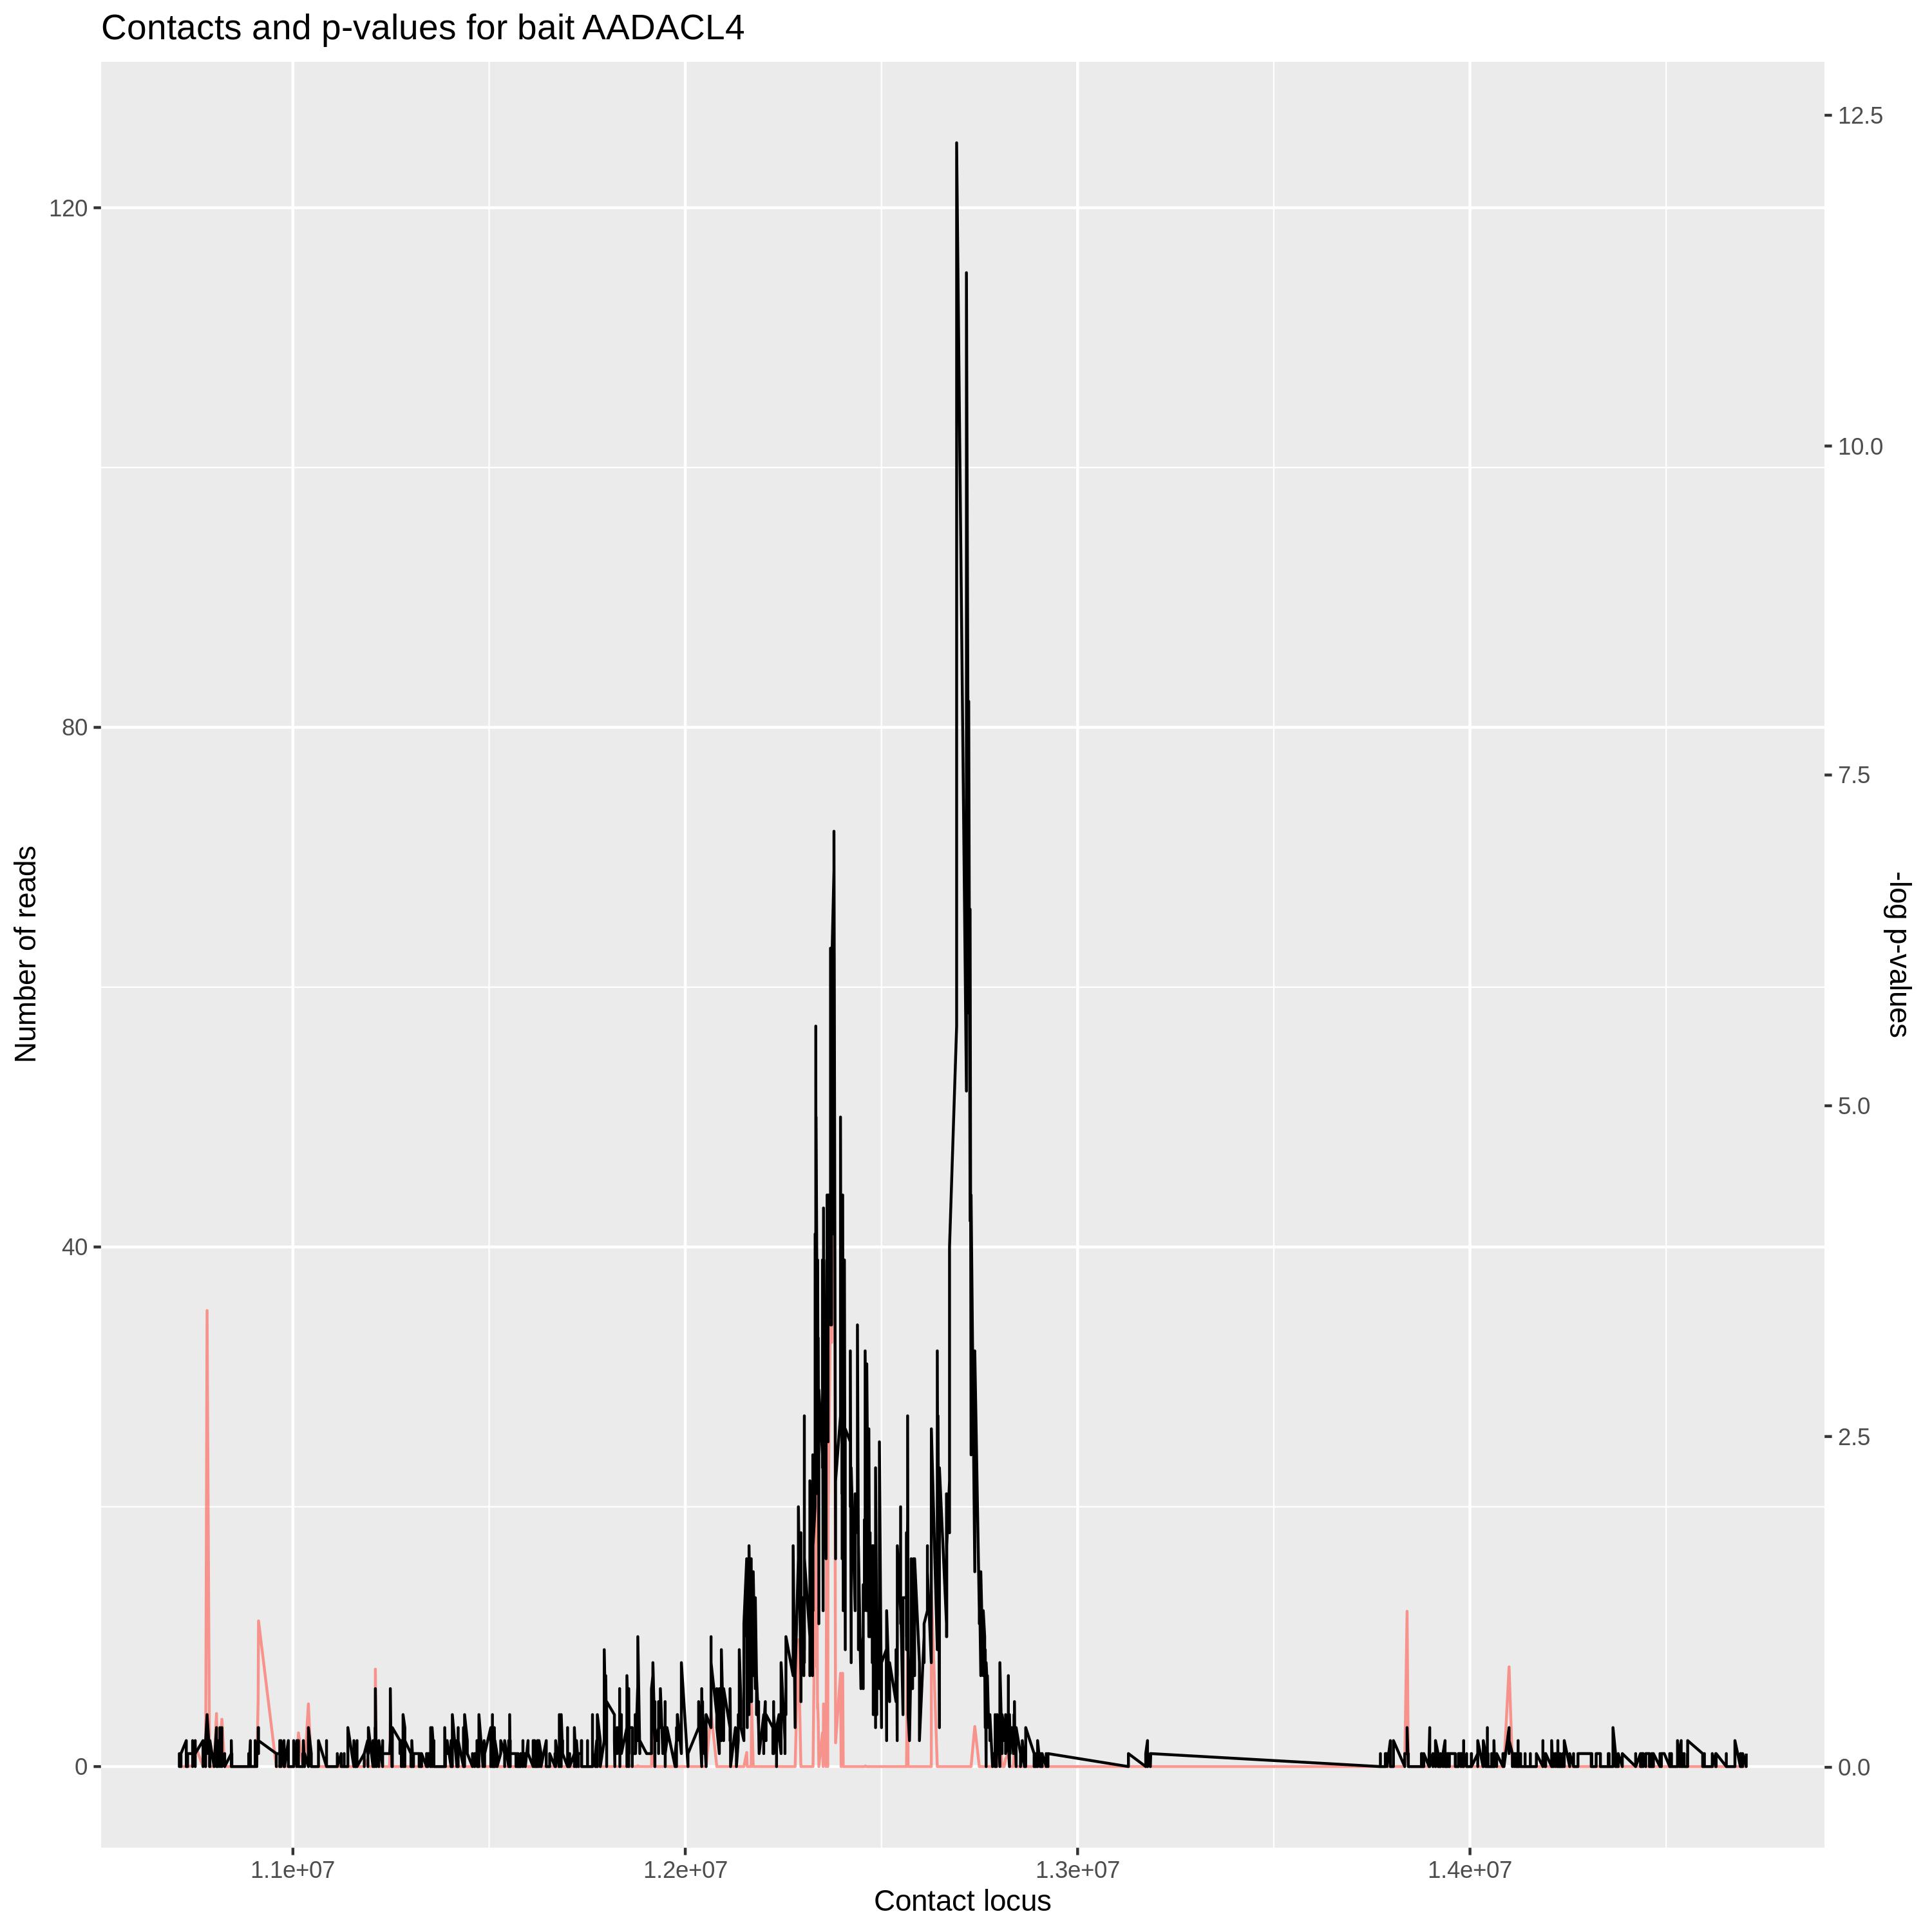 Contacts and p-values for bait AADACL4
120
80
40
0
Number of reads
12.5
10.0
7.5
5.0
2.5
0.0
-log p-values
1.1e+07
1.2e+07
1.3e+07
1.4e+07
Contact locus